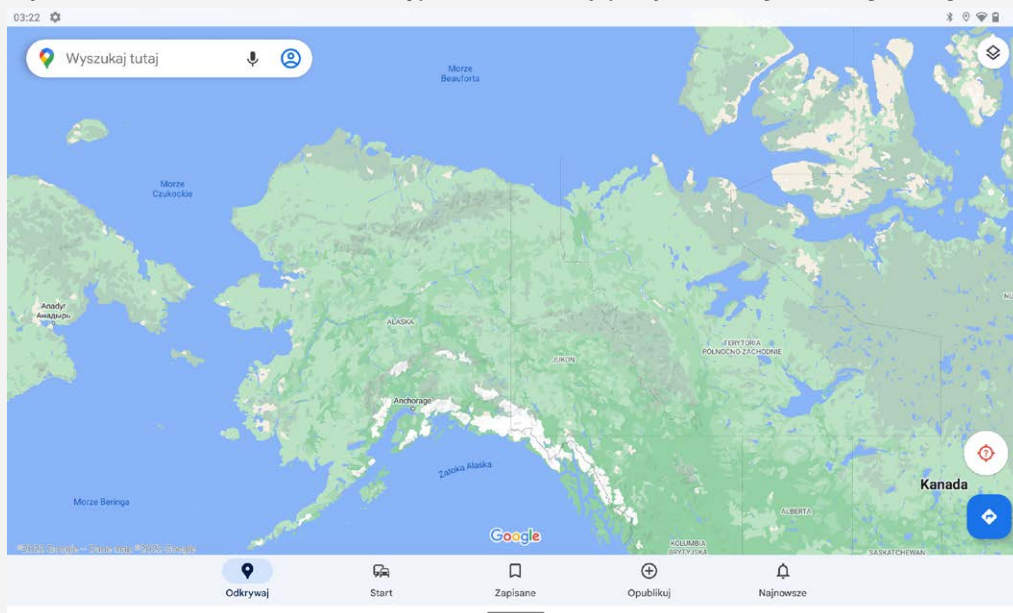 03:22
Wyszukaj tutaj
Morze
Beauforta
Morze
Czukockie
Anadyr
Анадырь
ALASKA
JUKON
TERYTORIA
PÓŁNOCNO-ZACHODNIE
NU
Anchorage
Zatoka Alaska
Kanada
Morze Beringa
ALBERTA
Google
KOLUMBIA
BRYTYJSKA
SASKATCHEWAN
Odkrywaj
Start
Zapisane
Opublikuj
Najnowsze